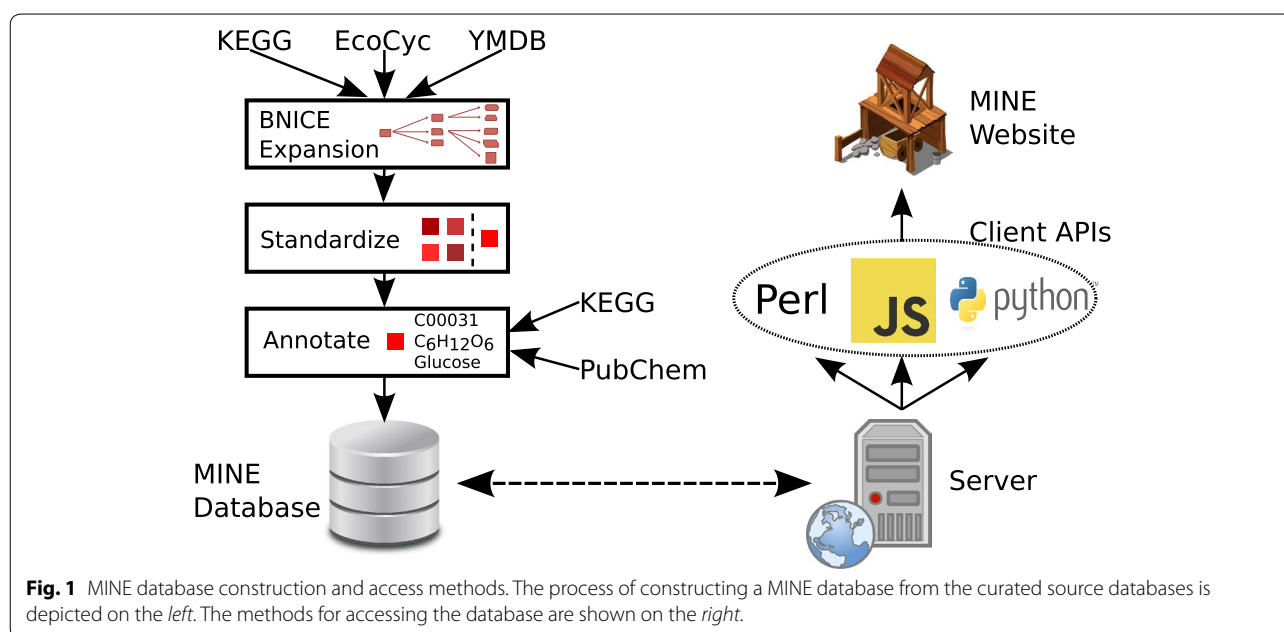 KEGG EcoCyc YMDB
BNICE
Expansion
Standardize
Annotate
C00031
C6H12O6
Glucose
KEGG
PubChem
MINE
Database
MINE
Website
Client APIs
Perl
JS
python™
Server
Fig. 1 MINE database construction and access methods. The process of constructing a MINE database from the curated source databases is
depicted on the left. The methods for accessing the database are shown on the right.